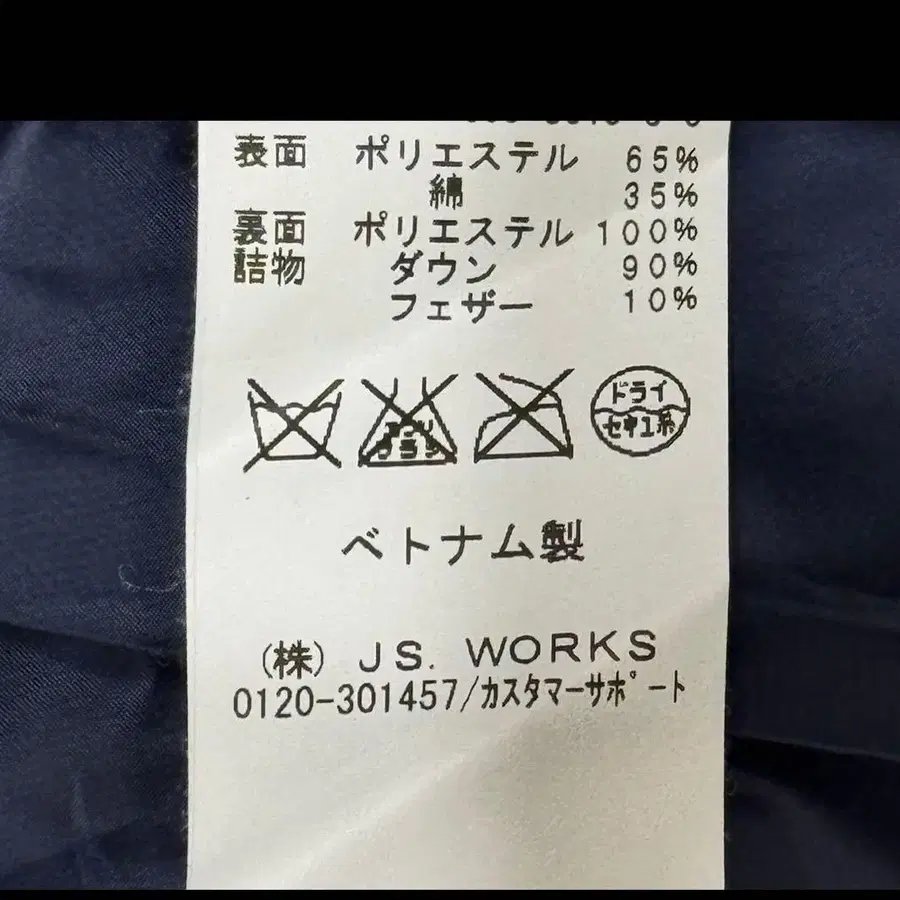 表面 ポリエステル 65%
綿 35%
裏面 ポリエステル 100%
詰物 ダウン 90%
フェザー 10%
ドライ
セキユ系
ベトナム製
(株) JS. WORKS
0120-301457/カスタマーサポート